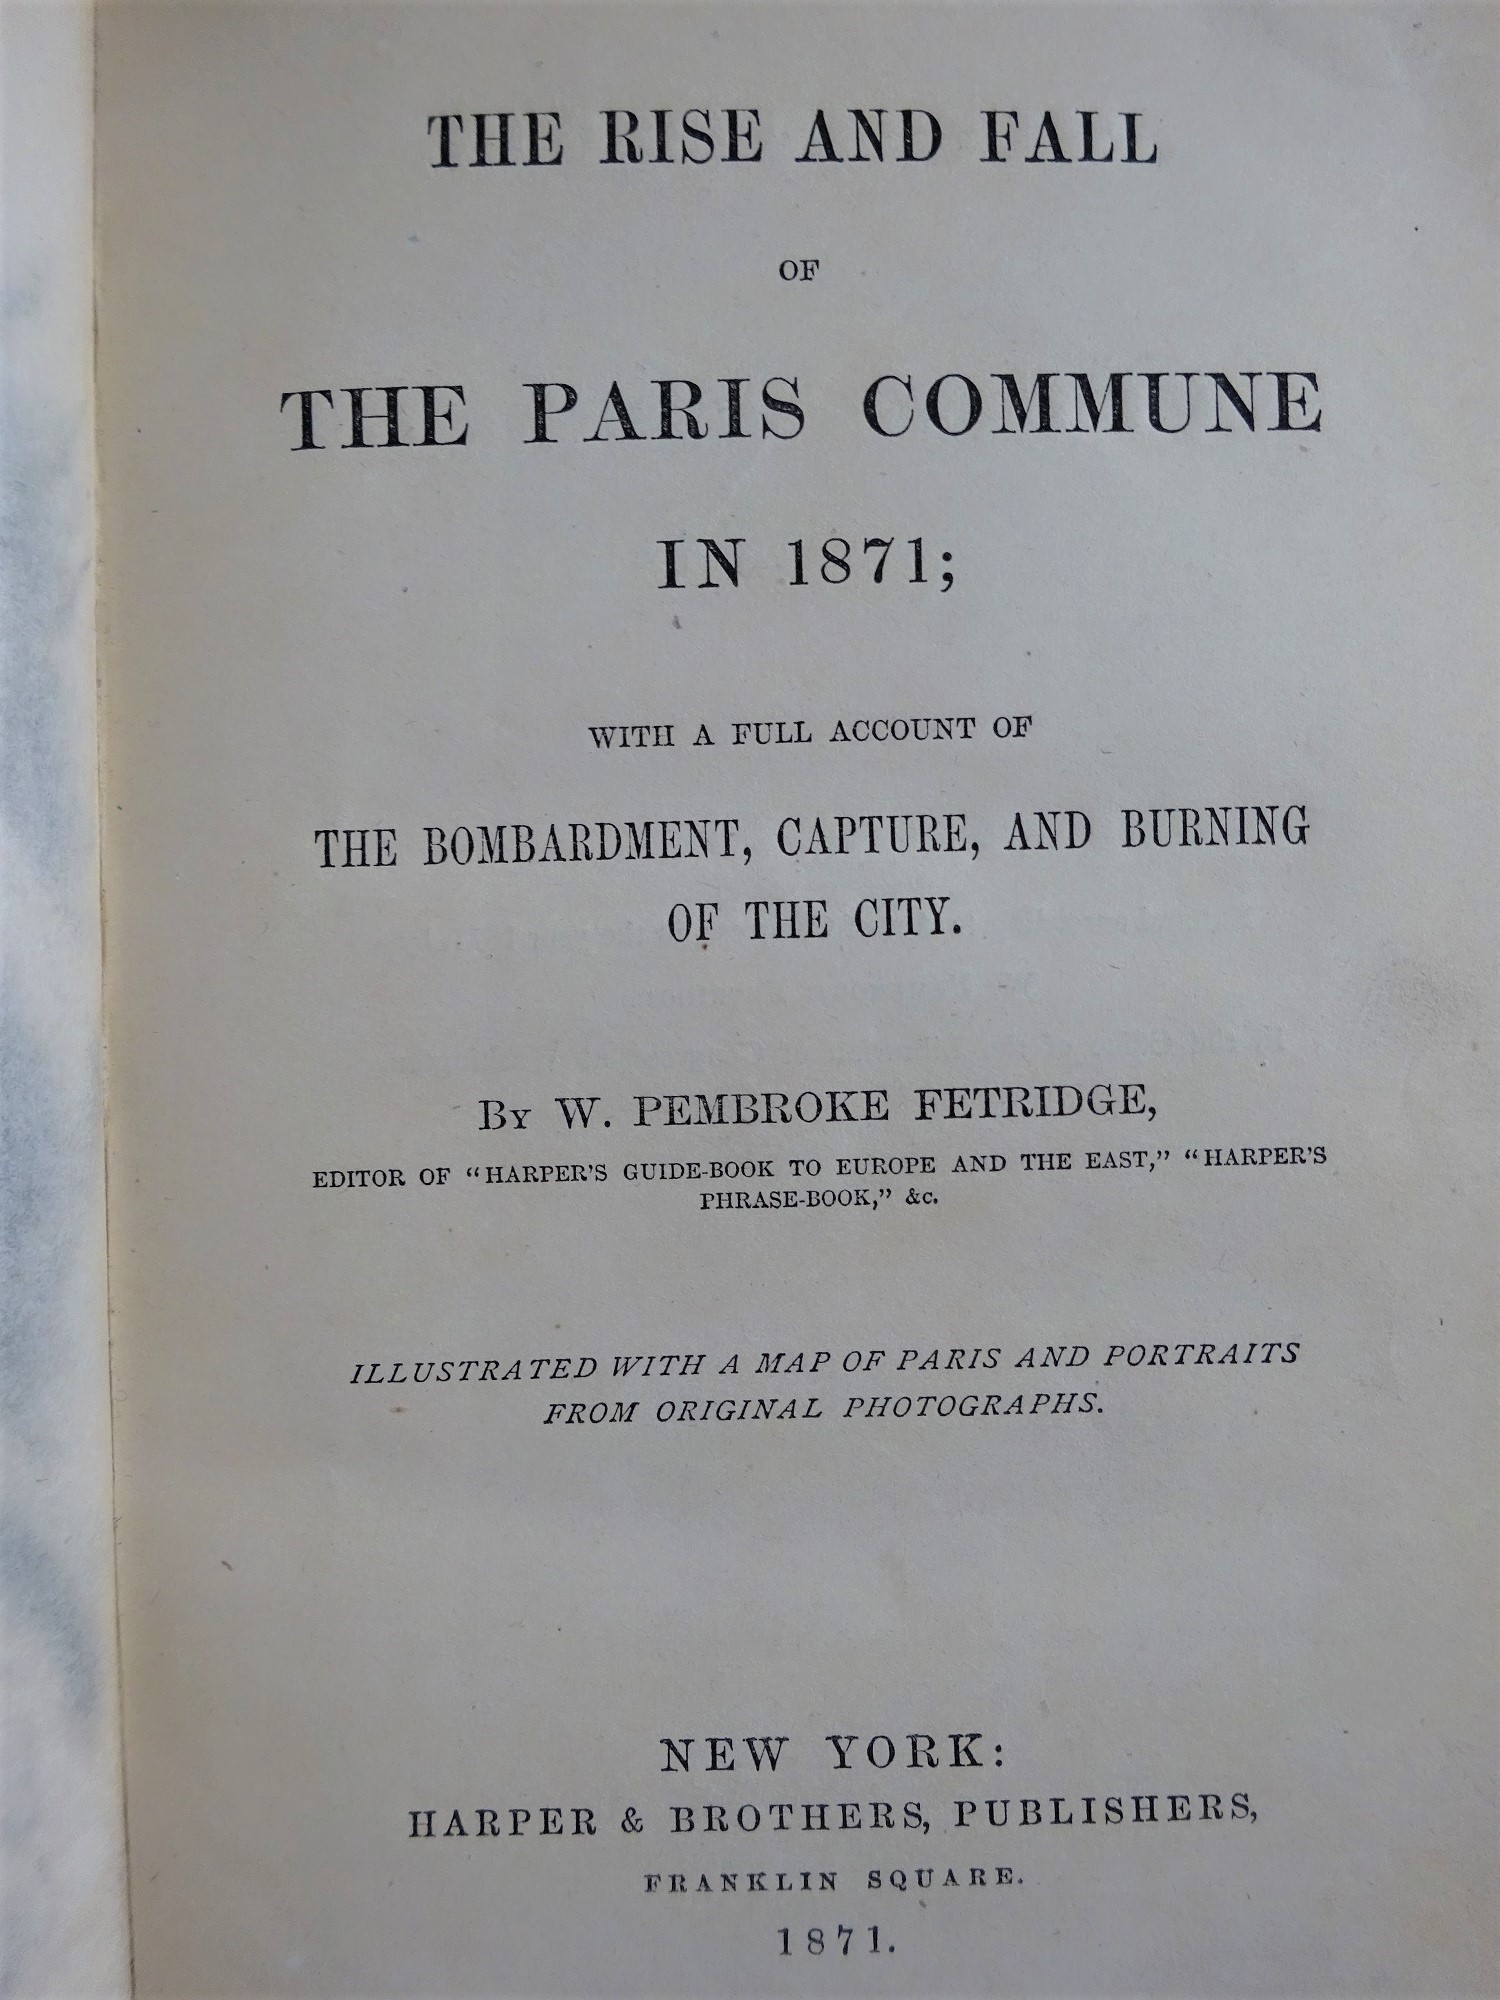 THE RISE AND FALL
OF
THE PARIS COMMUNE
IN 1871;
WITH A FULL ACCOUNT OF
THE BOMBARDMENT, CAPTURE, AND BURNING
OF THE CITY.
By W. PEMBROKE FETRIDGE,
EDITOR OF “HARPER’S GUIDE-BOOK TO EUROPE AND THE EAST,” “HARPER’S
PHRASE-BOOK,” &c.
ILLUSTRATED WITH A MAP OF PARIS AND PORTRAITS
FROM ORIGINAL PHOTOGRAPHS.
NEW YORK:
HARPER & BROTHERS, PUBLISHERS,
FRANKLIN SQUARE.
1871.